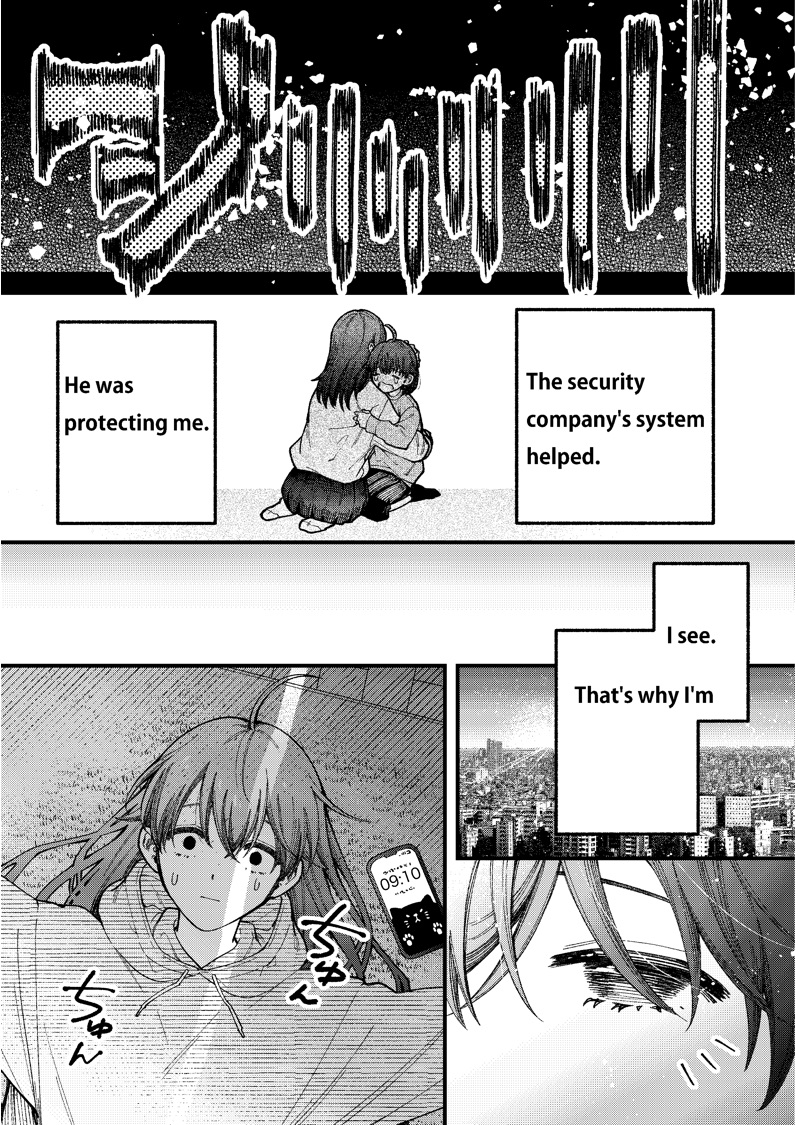 The security
company's system
helped.
He was
protecting me.
I see.
That's why I'm
09:10
ちゅん
ちゅん